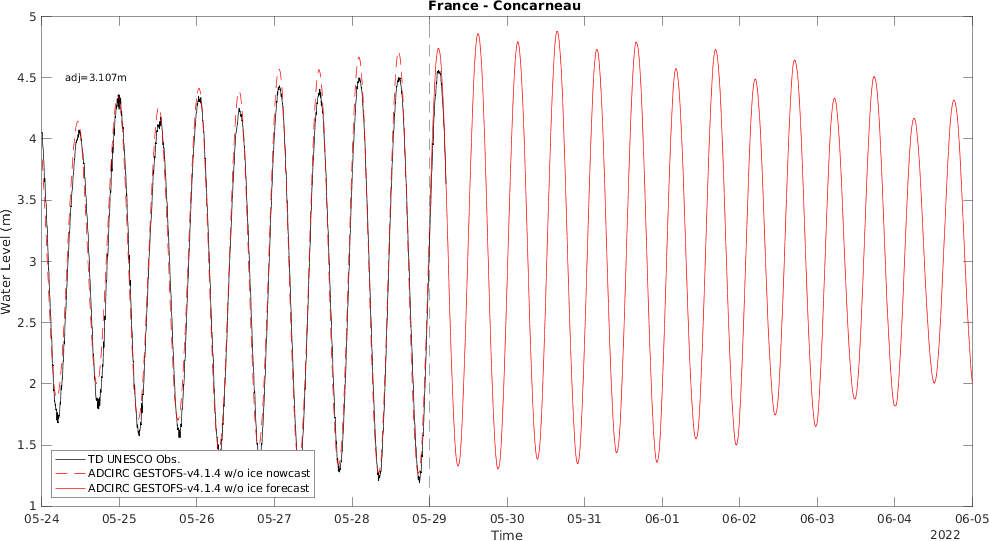 France - Concarneau
5
4.5
4
3.5
3
2.5
2
1.5
1
Water Level (m)
adj=3.107m
TD UNESCO Obs.
ADCIRC GESTOFS-v4.1.4 w/o ice nowcast
ADCIRC GESTOFS-v4.1.4 w/o ice forecast
05-24 05-25 05-26 05-27 05-28 05-29 05-30 05-31 06-01 06-02 06-03 06-04 06-05
Time
2022